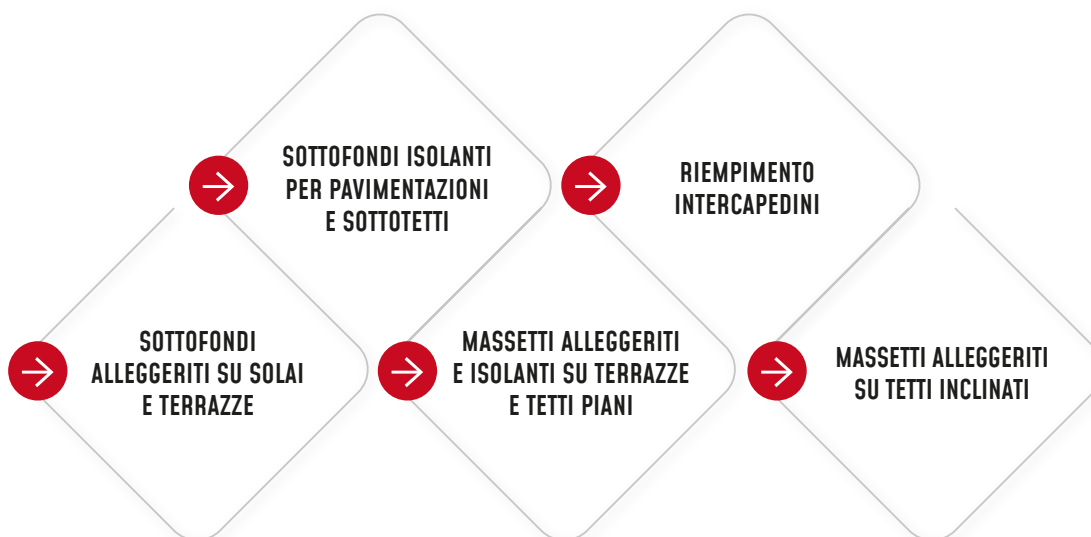 SOTTOFONDI ISOLANTI
PER PAVIMENTAZIONI
E SOTTOTETTI
RIEMPIMENTO
INTERCAPEDINI
SOTTOFONDI
ALLEGGERITI SU SOLAI
E TERRAZZE
MASSETTI ALLEGGERITI
E ISOLANTI SU TERRAZZE
E TETTI PIANI
MASSETTI ALLEGGERITI
SU TETTI INCLINATI